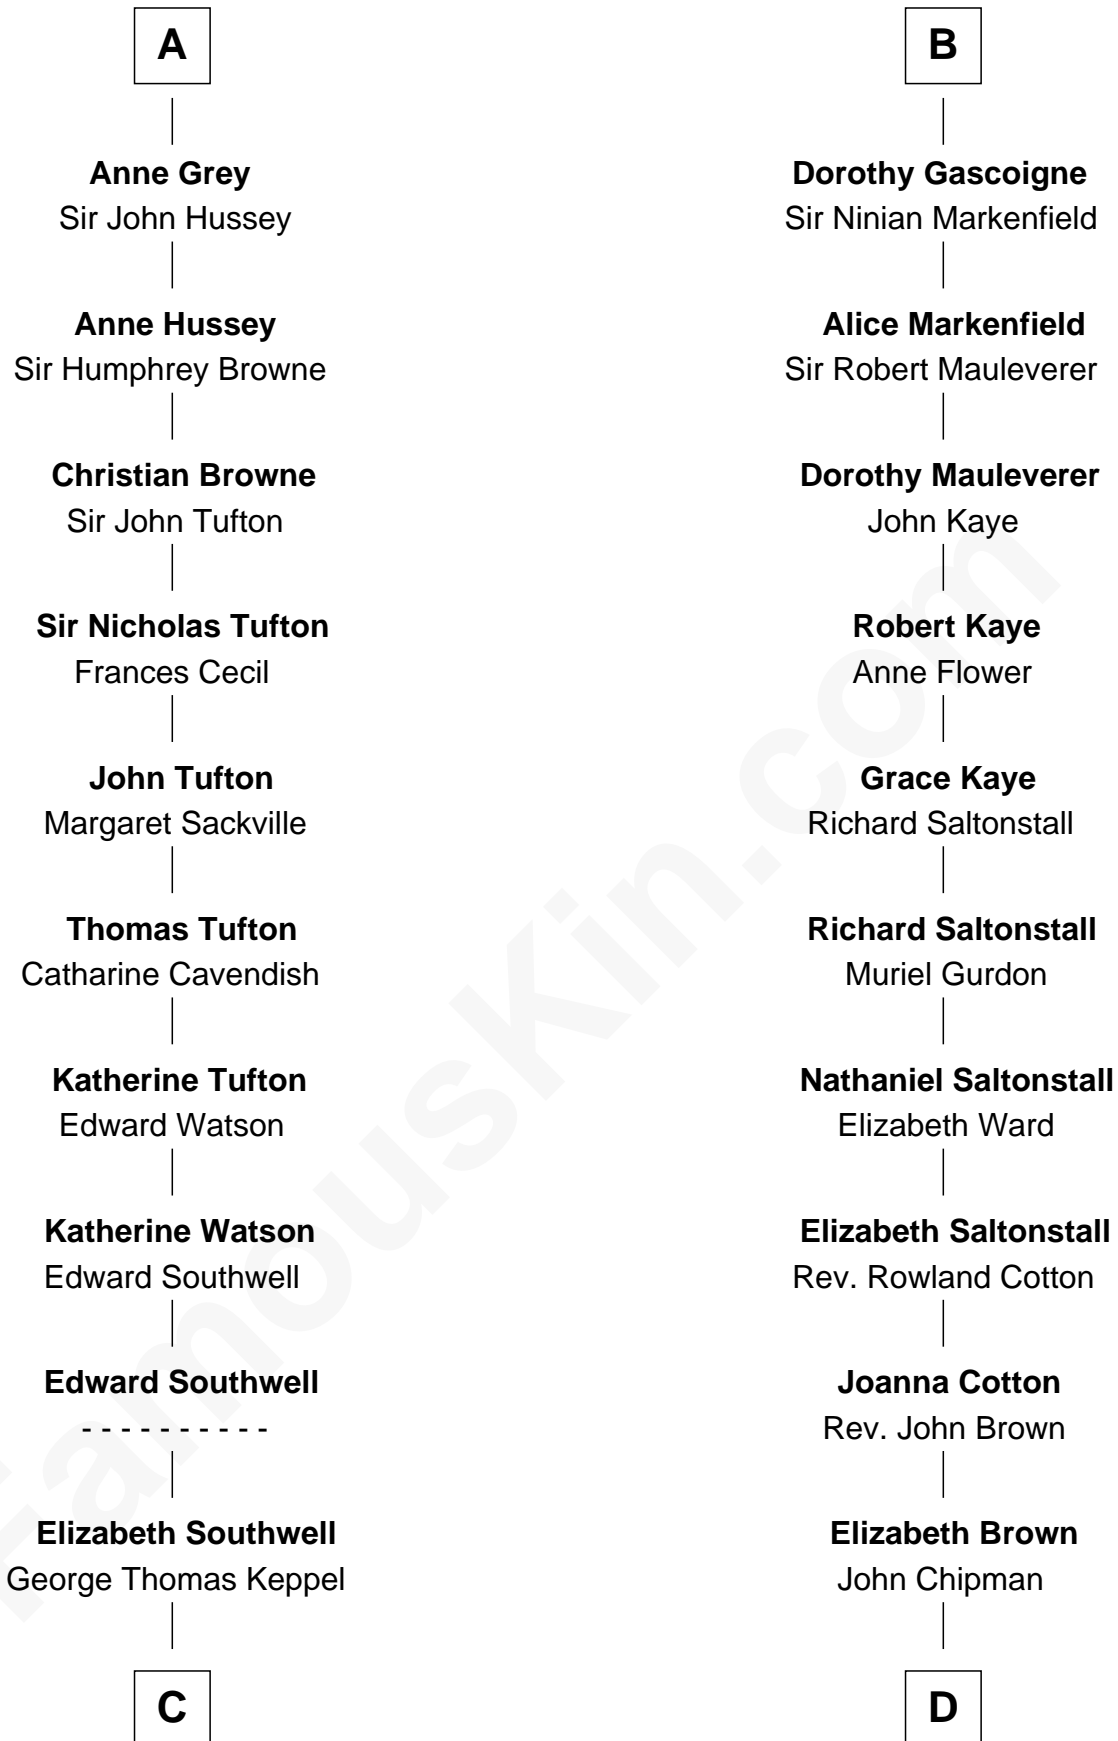 A
Anne Grey
Sir John Hussey
Anne Hussey
Sir Humphrey Browne
Christian Browne
Sir John Tufton
Sir Nicholas Tufton
Frances Cecil
John Tufton
Margaret Sackville
Thomas Tufton
Catharine Cavendish
Katherine Tufton
Edward Watson
Katherine Watson
Edward Southwell
Edward Southwell
- - - - - - - - - -
Elizabeth Southwell
George Thomas Keppel
C
B
Dorothy Gascoigne
Sir Ninian Markenfield
Alice Markenfield
Sir Robert Mauleverer
Dorothy Mauleverer
John Kaye
Robert Kaye
Anne Flower
Grace Kaye
Richard Saltonstall
Richard Saltonstall
Muriel Gurdon
Nathaniel Saltonstall
Elizabeth Ward
Elizabeth Saltonstall
Rev. Rowland Cotton
Joanna Cotton
Rev. John Brown
Elizabeth Brown
John Chipman
D
FamousKin.com